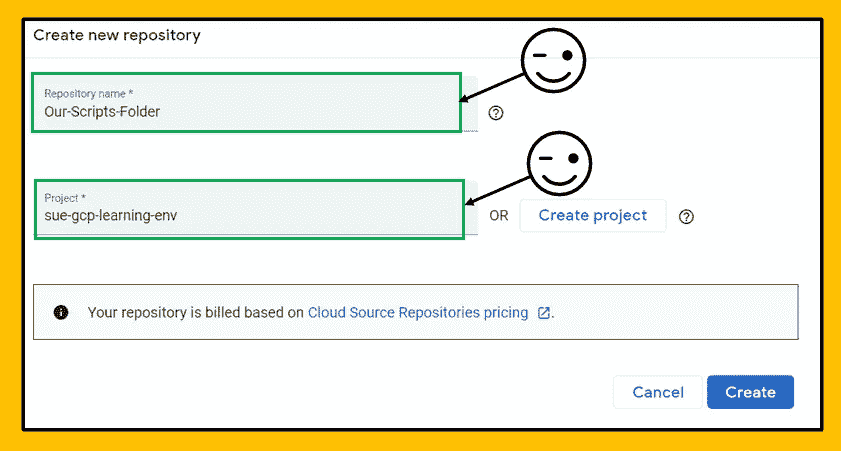 Create new repository
Repository name *
Our-Scripts-Folder
Project *
sue-gcp-learning-env
OR
Create project
Your repository is billed based on Cloud Source Repositories pricing .
Cancel
Create